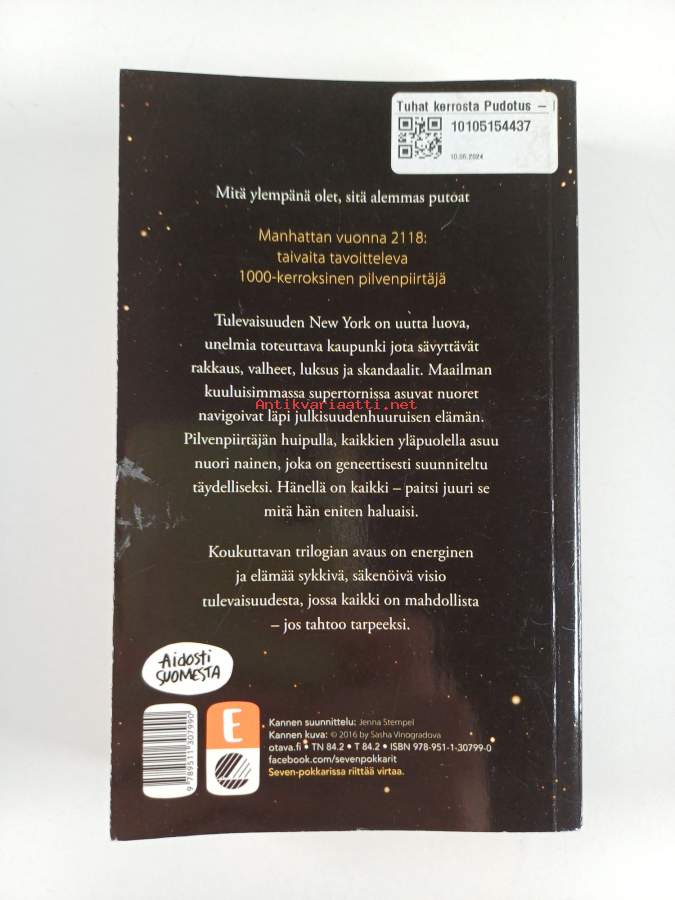 Tuhat kerrosta Pudotus –
10105154437
10.06.2024
Mitä ylempänä olet, sitä alemmas putoat
Manhattan vuonna 2118:
taivaita tavoitteleva
1000-kerroksinen pilvenpiirtäjä
Tulevaisuuden New York on uutta luova,
unelmia toteuttava kaupunki jota sävyttävät
rakkaus, valheet, luksus ja skandaalit. Maailman
kuuluisimmassa supertornissa asuvat nuoret
Antikvariaatti.net
navigoivat läpi julkisuudenhuuruisen elämän.
Pilvenpiirtäjän huipulla, kaikkien yläpuolella asuu
nuori nainen, joka on geneettisesti suunniteltu
täydelliseksi. Hänellä on kaikki – paitsi juuri se
mitä hän eniten haluaisi.
Koukuttavan trilogian avaus on energinen
ja elämää sykkivä, säkenöivä visio
tulevaisuudesta, jossa kaikki on mahdollista
– jos tahtoo tarpeeksi.
Aidosti
SUOMESTA
9 789511 307990
E
Kannen suunnittelu: Jenna Stempel
Kannen kuva: © 2016 by Sasha Vinogradova
otava.fi • TN 84.2 • T 84.2 • ISBN 978-951-1-30799-0
facebook.com/sevenpokkarit
Seven-pokkarissa riittää virtaa.